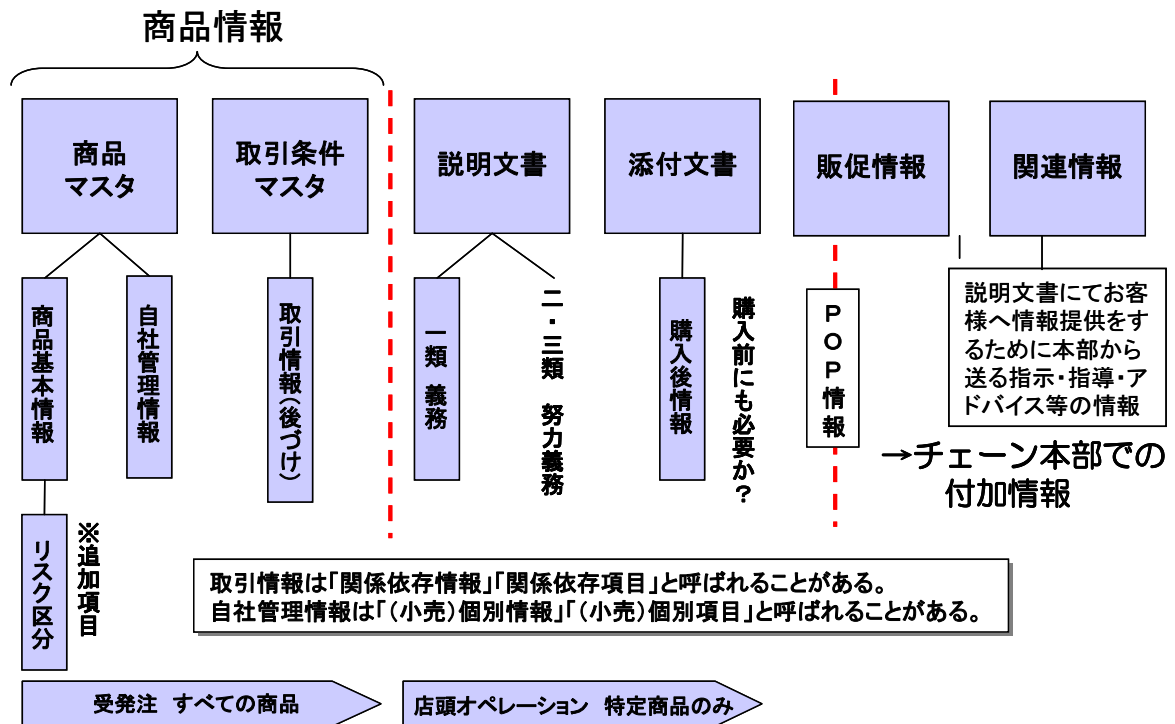 商品情報
商品
マスタ
取引条件
マスタ
説明文書
添付文書
販促情報
関連情報
商品基本情報
自社管理情報
取引情報(後づけ)
一類 義務
二・三類 努力義務
購入後情報
購入前にも必要か?
POP情報
説明文書にてお客
様へ情報提供をす
るために本部から
送る指示・指導・ア
ドバイス等の情報
→チェーン本部での
付加情報
リスク区分
※追加項目
取引情報は「関係依存情報」「関係依存項目」と呼ばれることがある。
自社管理情報は「(小売)個別情報」「(小売)個別項目」と呼ばれることがある。
受発注 すべての商品
店頭オペレーション 特定商品のみ